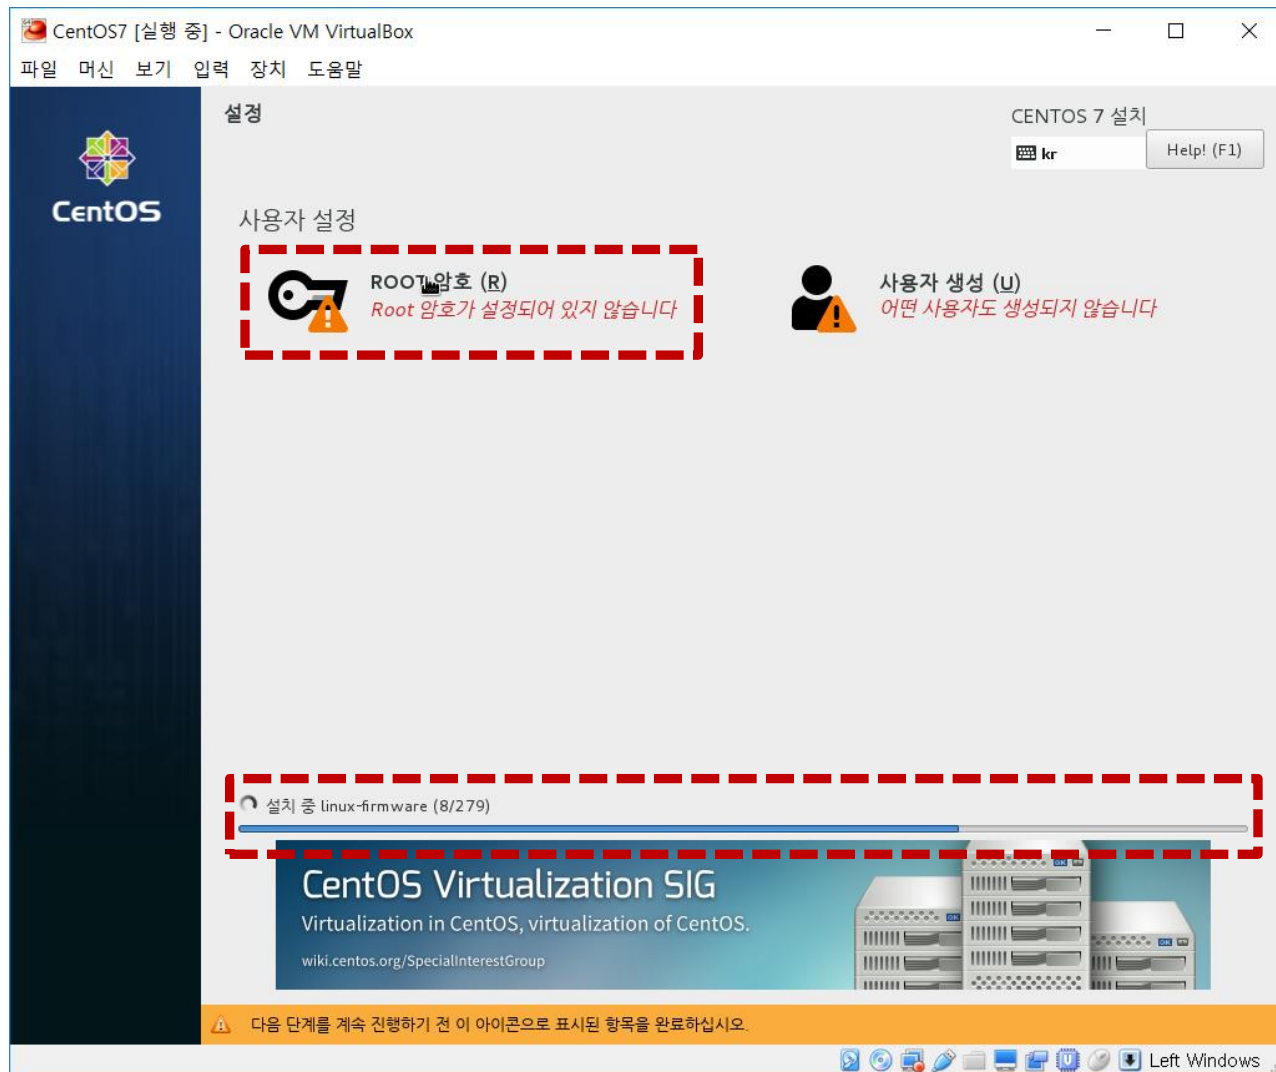 CentOS7 [실행 중] - Oracle VM VirtualBox
파일 머신 보기 입력 장치 도움말
설정
CENTOS 7 설치
kr
Help! (F1)
CentOS
사용자 설정
ROOT 암호 (R)
Root 암호가 설정되어 있지 않습니다
사용자 생성 (U)
어떤 사용자도 생성되지 않습니다
설치 중 linux-firmware (8/279)
CentOS Virtualization SIG
Virtualization in CentOS, virtualization of CentOS.
wiki.centos.org/SpecialInterestGroup
다음 단계를 계속 진행하기 전 이 아이콘으로 표시된 항목을 완료하십시오.
Left Windows